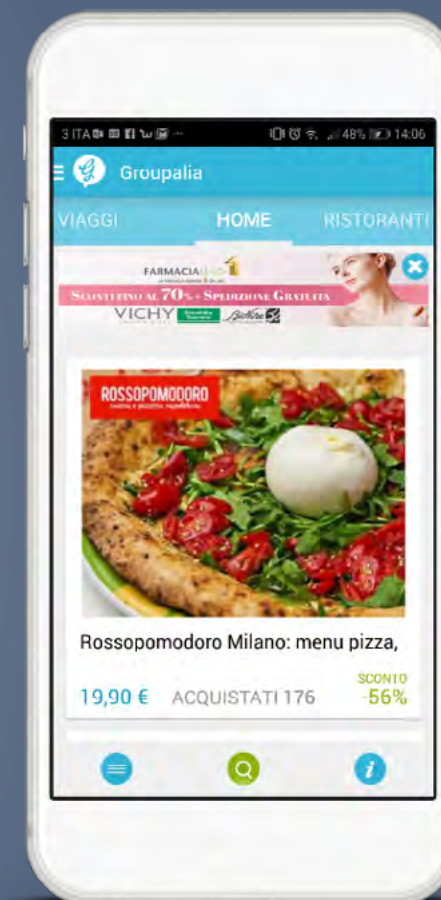 3 ITA
48% 14:06
Groupalia
VIAGGI HOME RISTORANTI
FARMACIA
SCONTI FINO AL 70% + SPEDIZIONE GRATUITA
VICHY BioNike
ROSSOPOMODORO
Rossopomodoro Milano: menu pizza,
SCONTO
19,90 € ACQUISTATI 176 -56%